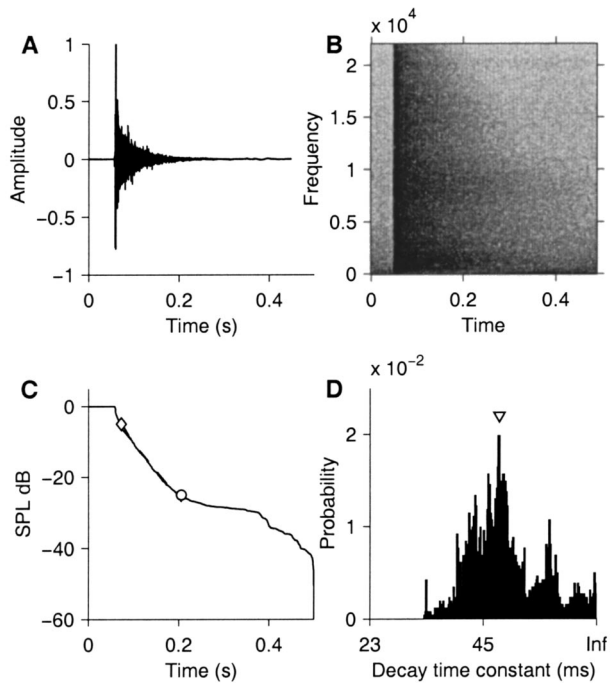 A
1
0.5
0
−0.5
−1
Amplitude
0
0.2
0.4
Time (s)
B
x 10^4
2
1.5
1
0.5
0
Frequency
0
0.2
0.4
Time
C
0
−20
−40
−60
SPL dB
0
0.2
0.4
Time (s)
D
x 10^-2
2
1
0
Probability
23
45
Inf
Decay time constant (ms)